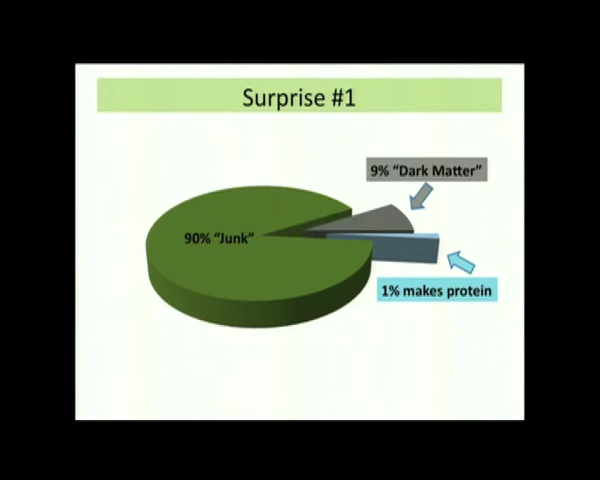 Surprise #1
9% “Dark Matter”
90% “Junk”
1% makes protein